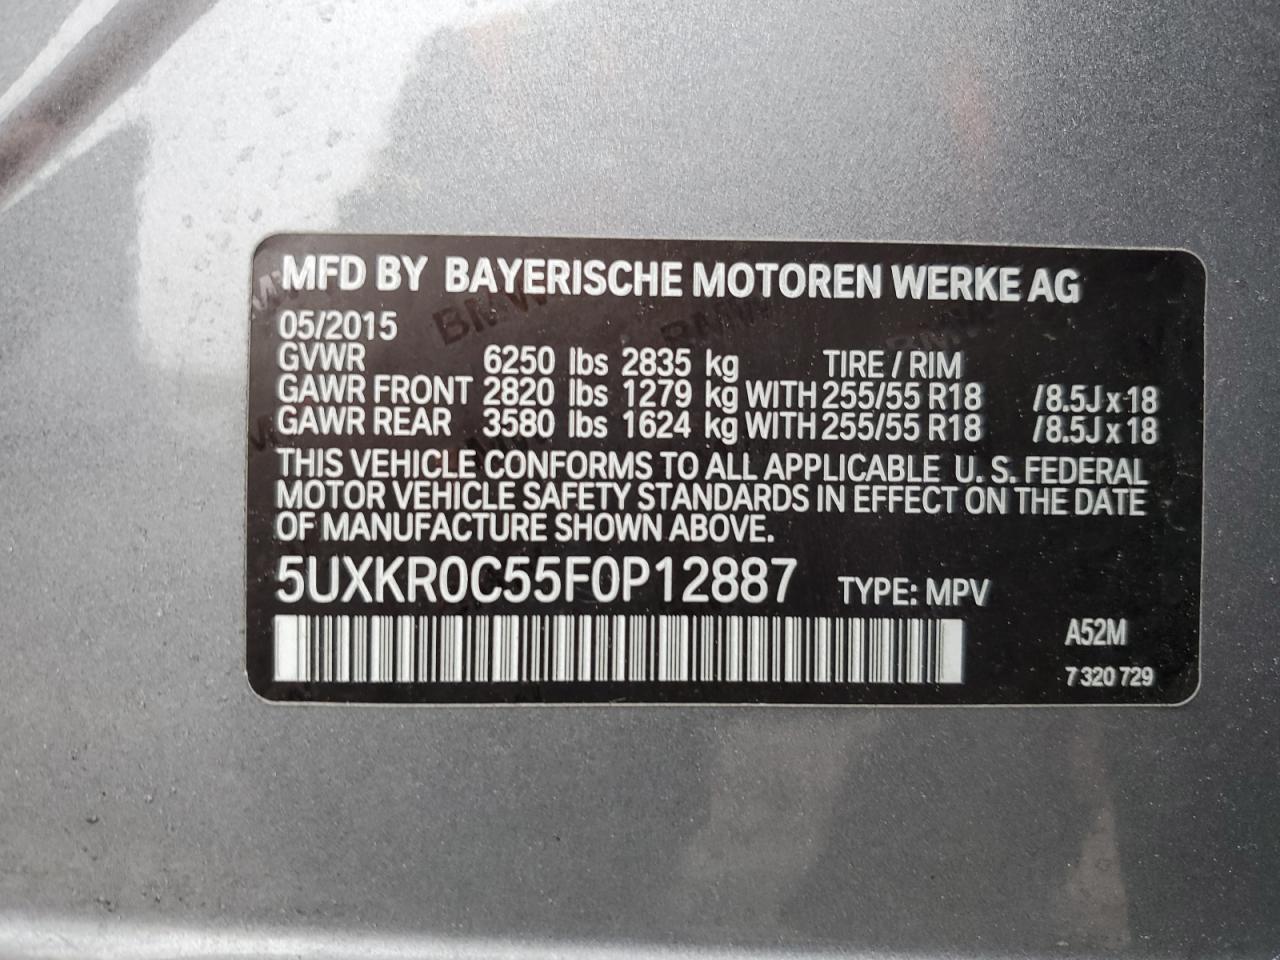 MFD BY BAYERISCHE MOTOREN WERKE AG
05/2015
GVWR 6250 lbs 2835 kg TIRE / RIM
GAWR FRONT 2820 lbs 1279 kg WITH 255/55 R18 /8.5J x 18
GAWR REAR 3580 lbs 1624 kg WITH 255/55 R18 /8.5J x 18
THIS VEHICLE CONFORMS TO ALL APPLICABLE U. S. FEDERAL
MOTOR VEHICLE SAFETY STANDARDS IN EFFECT ON THE DATE
OF MANUFACTURE SHOWN ABOVE.
5UXKR0C55F0P12887 TYPE: MPV
A52M
7 320 729